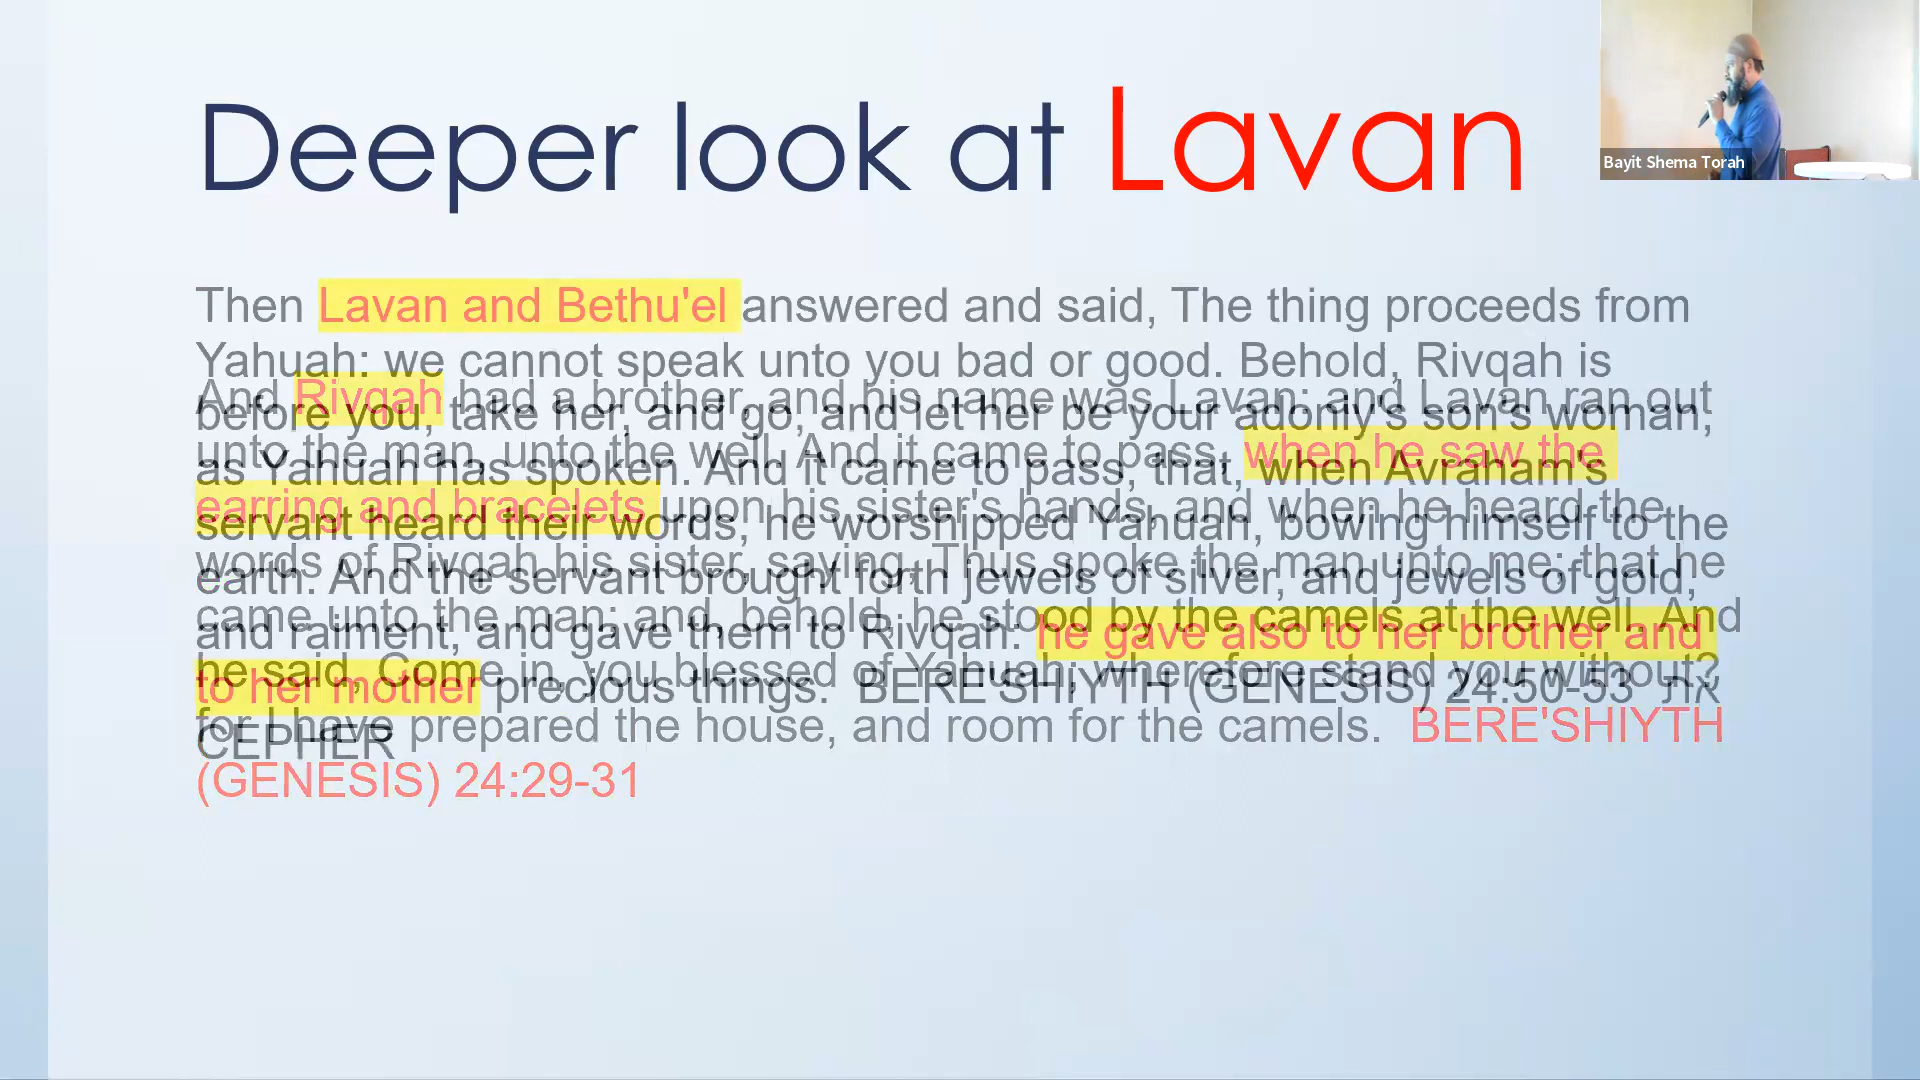 Deeper look at Lavan
Bayit Shema Torah
Then Lavan and Bethu'el answered and said, The thing proceeds from
Yahuah: we cannot speak unto you bad or good. Behold, Rivqah is
before you, take her, and go, and let her be your adoniy's son's woman,
as Yahuah has spoken. And it came to pass, that, when Avraham's
servant heard their words, he worshipped Yahuah, bowing himself to the
earth. And the servant brought forth jewels of silver, and jewels of gold,
and raiment, and gave them to Rivqah: he gave also to her brother and
to her mother precious things. BERE'SHIYTH (GENESIS) 24:50-53 את
CEPHER
And Rivqah had a brother, and his name was Lavan: and Lavan ran out
unto the man, unto the well. And it came to pass, when he saw the
earring and bracelets upon his sister's hands, and when he heard the
words of Rivqah his sister, saying, Thus spoke the man unto me; that he
came unto the man; and, behold, he stood by the camels at the well. And
he said, Come in, you blessed of Yahuah; wherefore stand you without?
for I have prepared the house, and room for the camels. BERE'SHIYTH
(GENESIS) 24:29-31